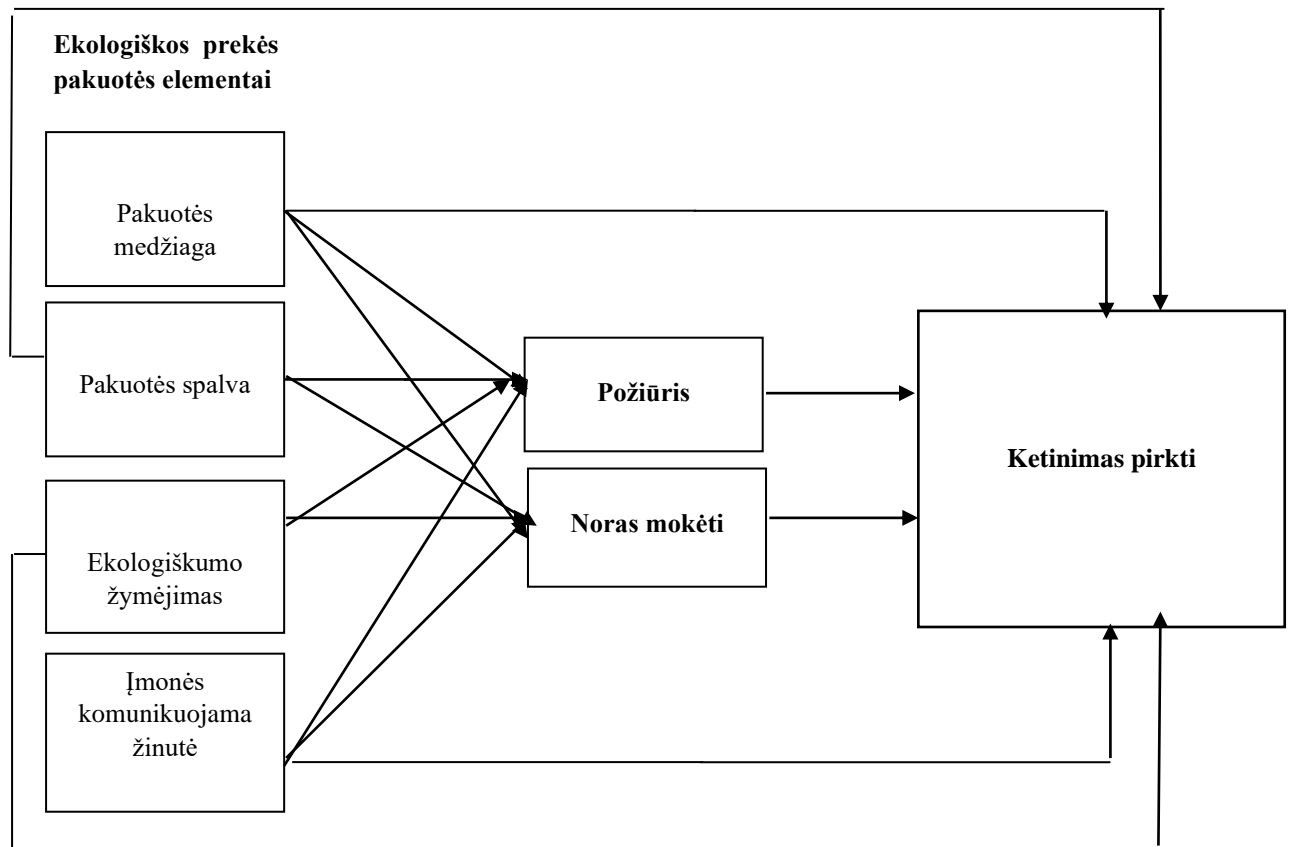 Ekologiškos prekės
pakuotės elementai
Pakuotės
medžiaga
Pakuotės spalva
Ekologiškumo
žymėjimas
Įmonės
komunikuojama
žinutė
Požiūris
Noras mokėti
Ketinimas pirkti